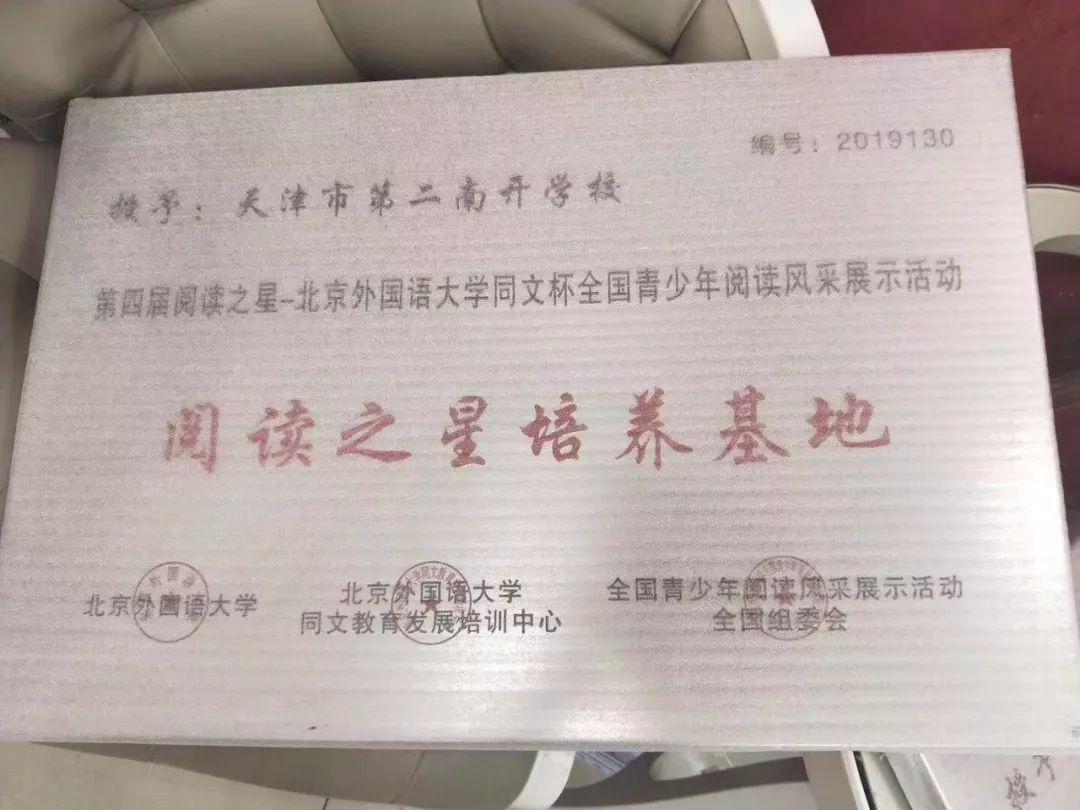 编号：2019130
授予：天津市第二南开学校
第四届阅读之星-北京外国语大学同文杯全国青少年阅读风采展示活动
阅读之星培养基地
北京外国语大学
北京外国语大学
同文教育发展培训中心
全国青少年阅读风采展示活动
全国组委会